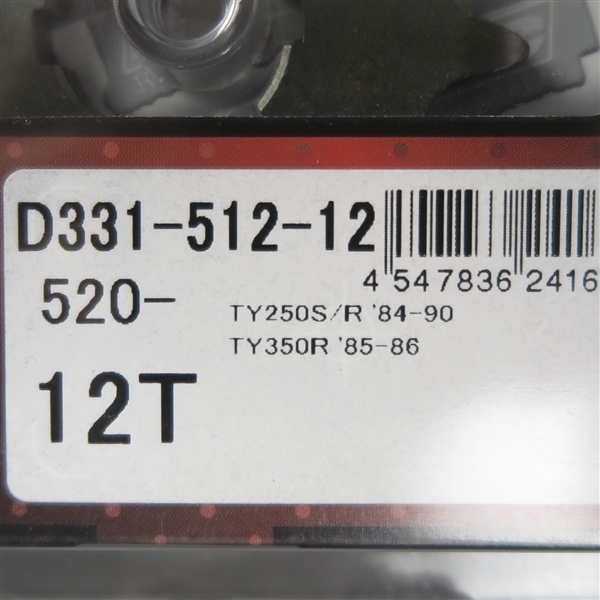 D331-512-12
4 547836 2416
520-
TY250S/R '84-90
TY350R '85-86
12T